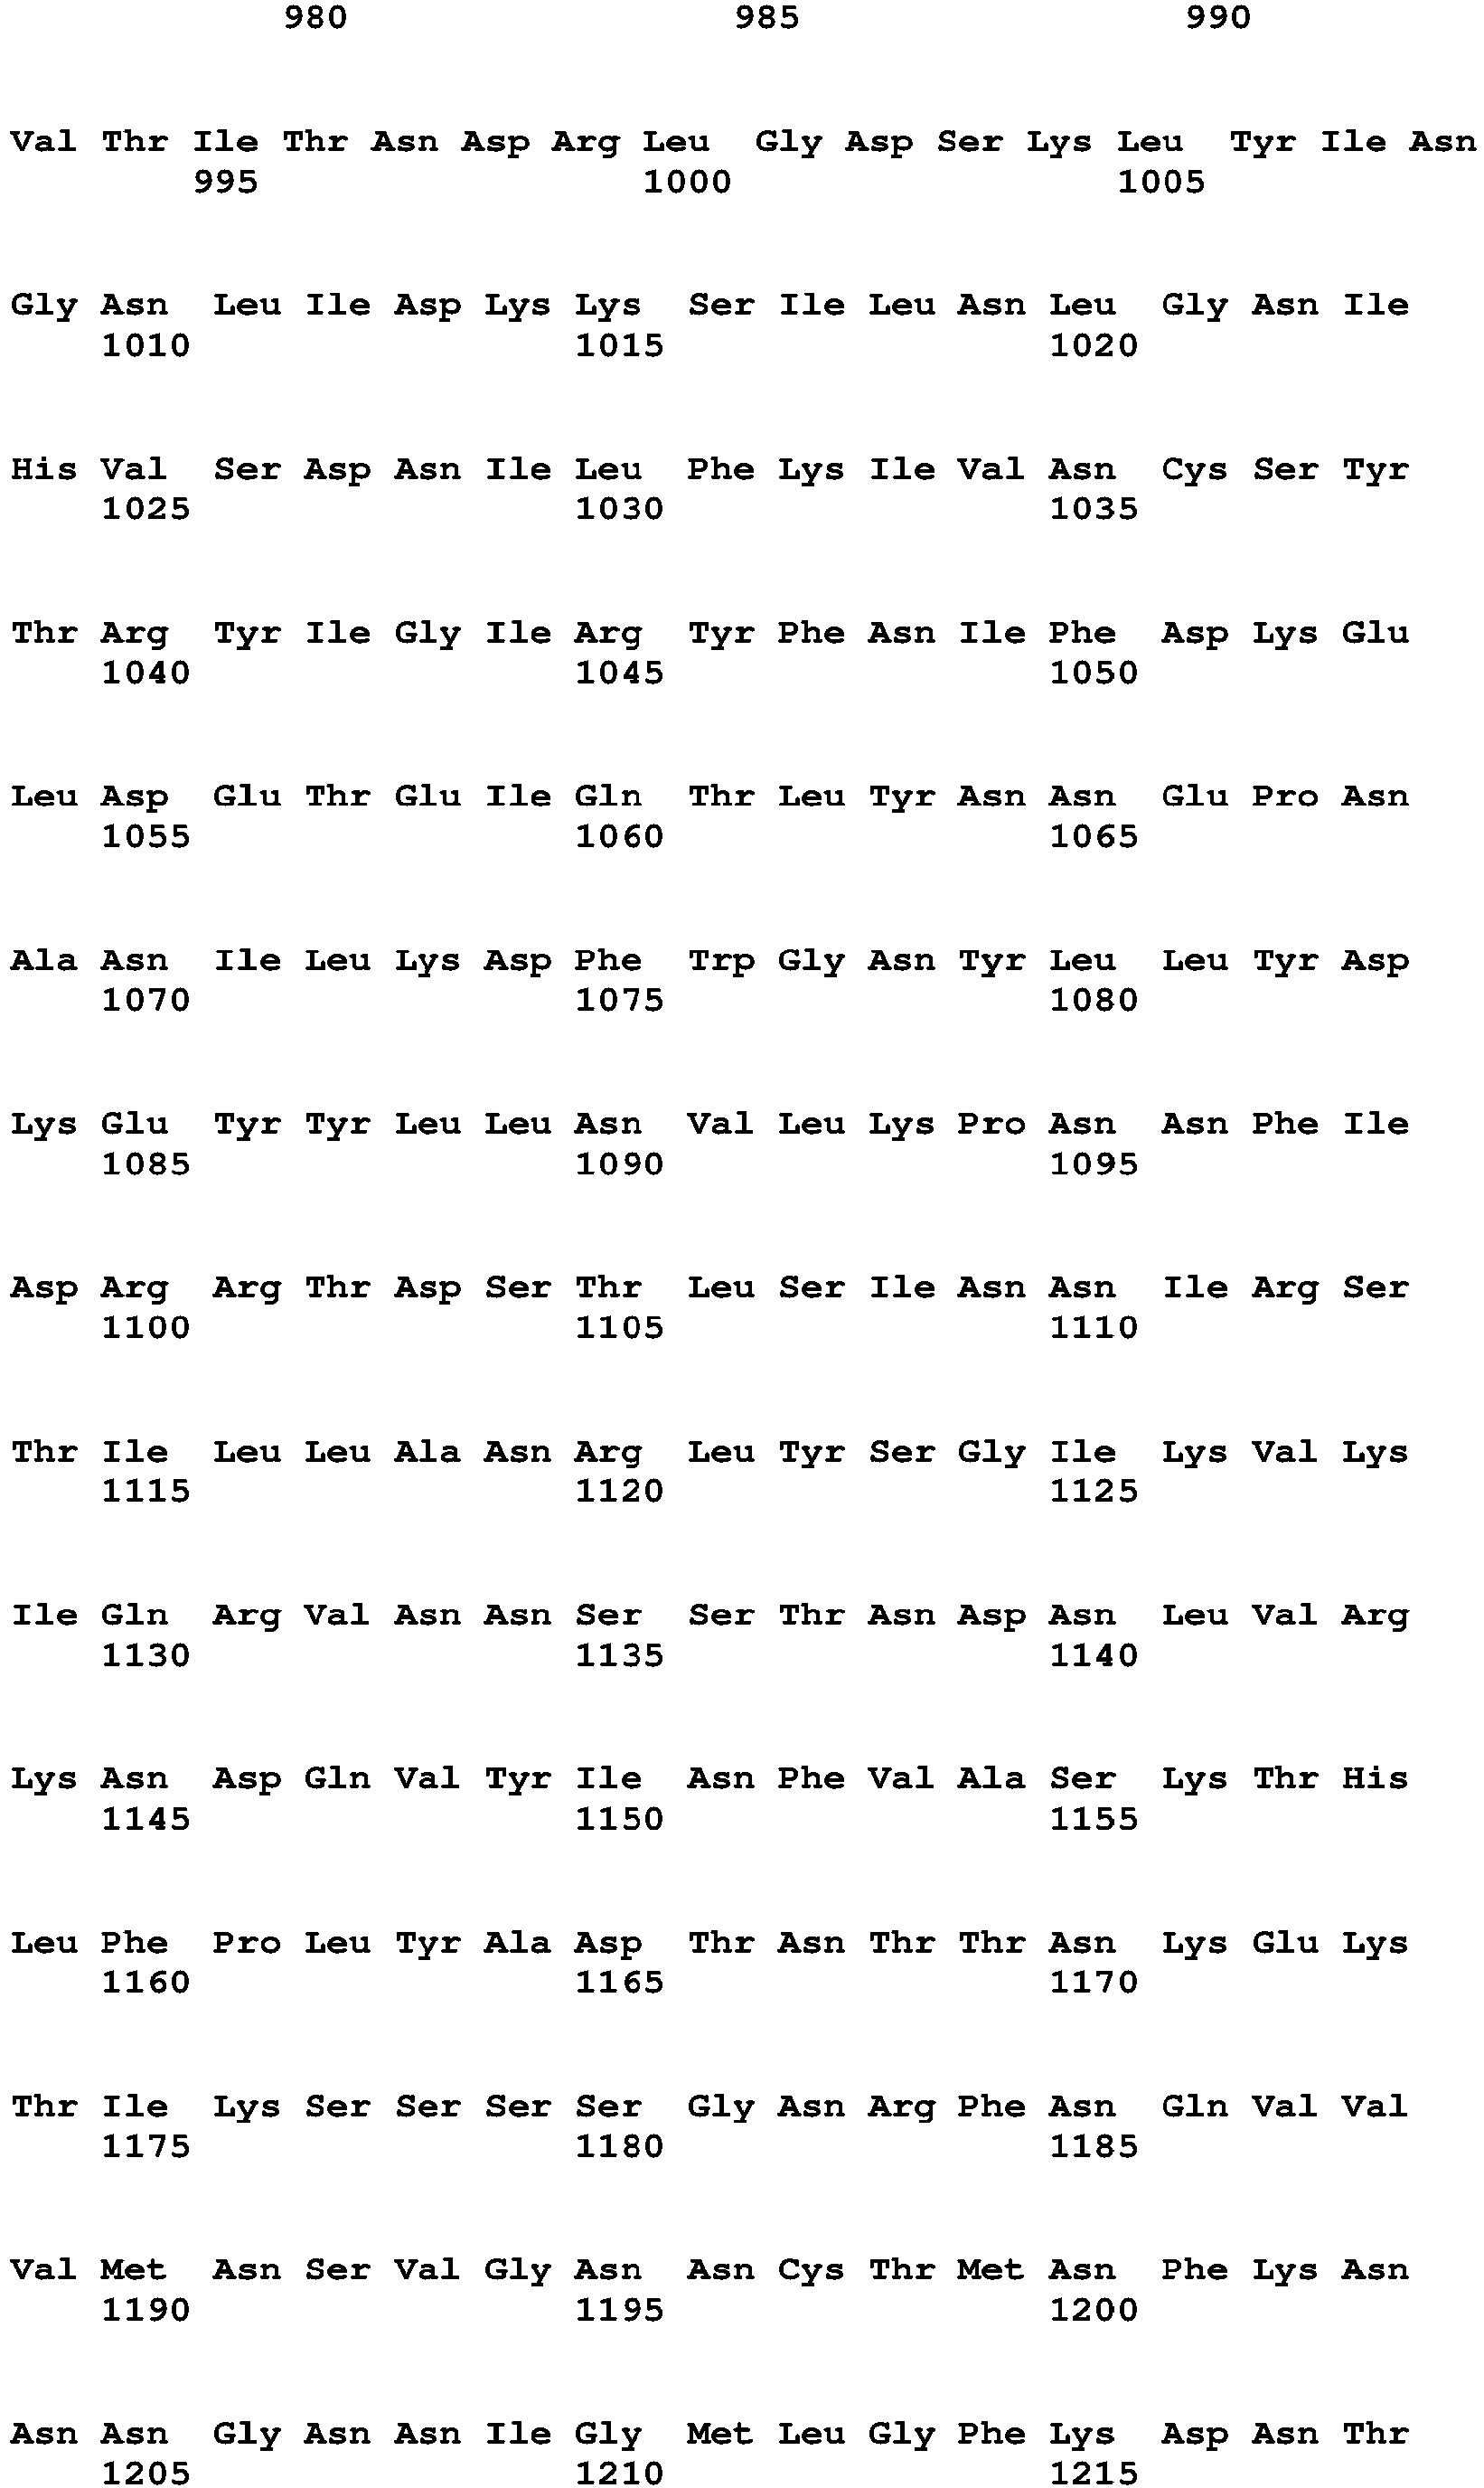 980 985 990
Val Thr Ile Thr Asn Asp Arg Leu Gly Asp Ser Lys Leu Tyr Ile Asn
995 1000 1005
Gly Asn Leu Ile Asp Lys Lys Ser Ile Leu Asn Leu Gly Asn Ile
1010 1015 1020
His Val Ser Asp Asn Ile Leu Phe Lys Ile Val Asn Cys Ser Tyr
1025 1030 1035
Thr Arg Tyr Ile Gly Ile Arg Tyr Phe Asn Ile Phe Asp Lys Glu
1040 1045 1050
Leu Asp Glu Thr Glu Ile Gln Thr Leu Tyr Asn Asn Glu Pro Asn
1055 1060 1065
Ala Asn Ile Leu Lys Asp Phe Trp Gly Asn Tyr Leu Leu Tyr Asp
1070 1075 1080
Lys Glu Tyr Tyr Leu Leu Asn Val Leu Lys Pro Asn Asn Phe Ile
1085 1090 1095
Asp Arg Arg Thr Asp Ser Thr Leu Ser Ile Asn Asn Ile Arg Ser
1100 1105 1110
Thr Ile Leu Leu Ala Asn Arg Leu Tyr Ser Gly Ile Lys Val Lys
1115 1120 1125
Ile Gln Arg Val Asn Asn Ser Ser Thr Asn Asp Asn Leu Val Arg
1130 1135 1140
Lys Asn Asp Gln Val Tyr Ile Asn Phe Val Ala Ser Lys Thr His
1145 1150 1155
Leu Phe Pro Leu Tyr Ala Asp Thr Asn Thr Thr Asn Lys Glu Lys
1160 1165 1170
Thr Ile Lys Ser Ser Ser Ser Gly Asn Arg Phe Asn Gln Val Val
1175 1180 1185
Val Met Asn Ser Val Gly Asn Asn Cys Thr Met Asn Phe Lys Asn
1190 1195 1200
Asn Asn Gly Asn Asn Ile Gly Met Leu Gly Phe Lys Asp Asn Thr
1205 1210 1215